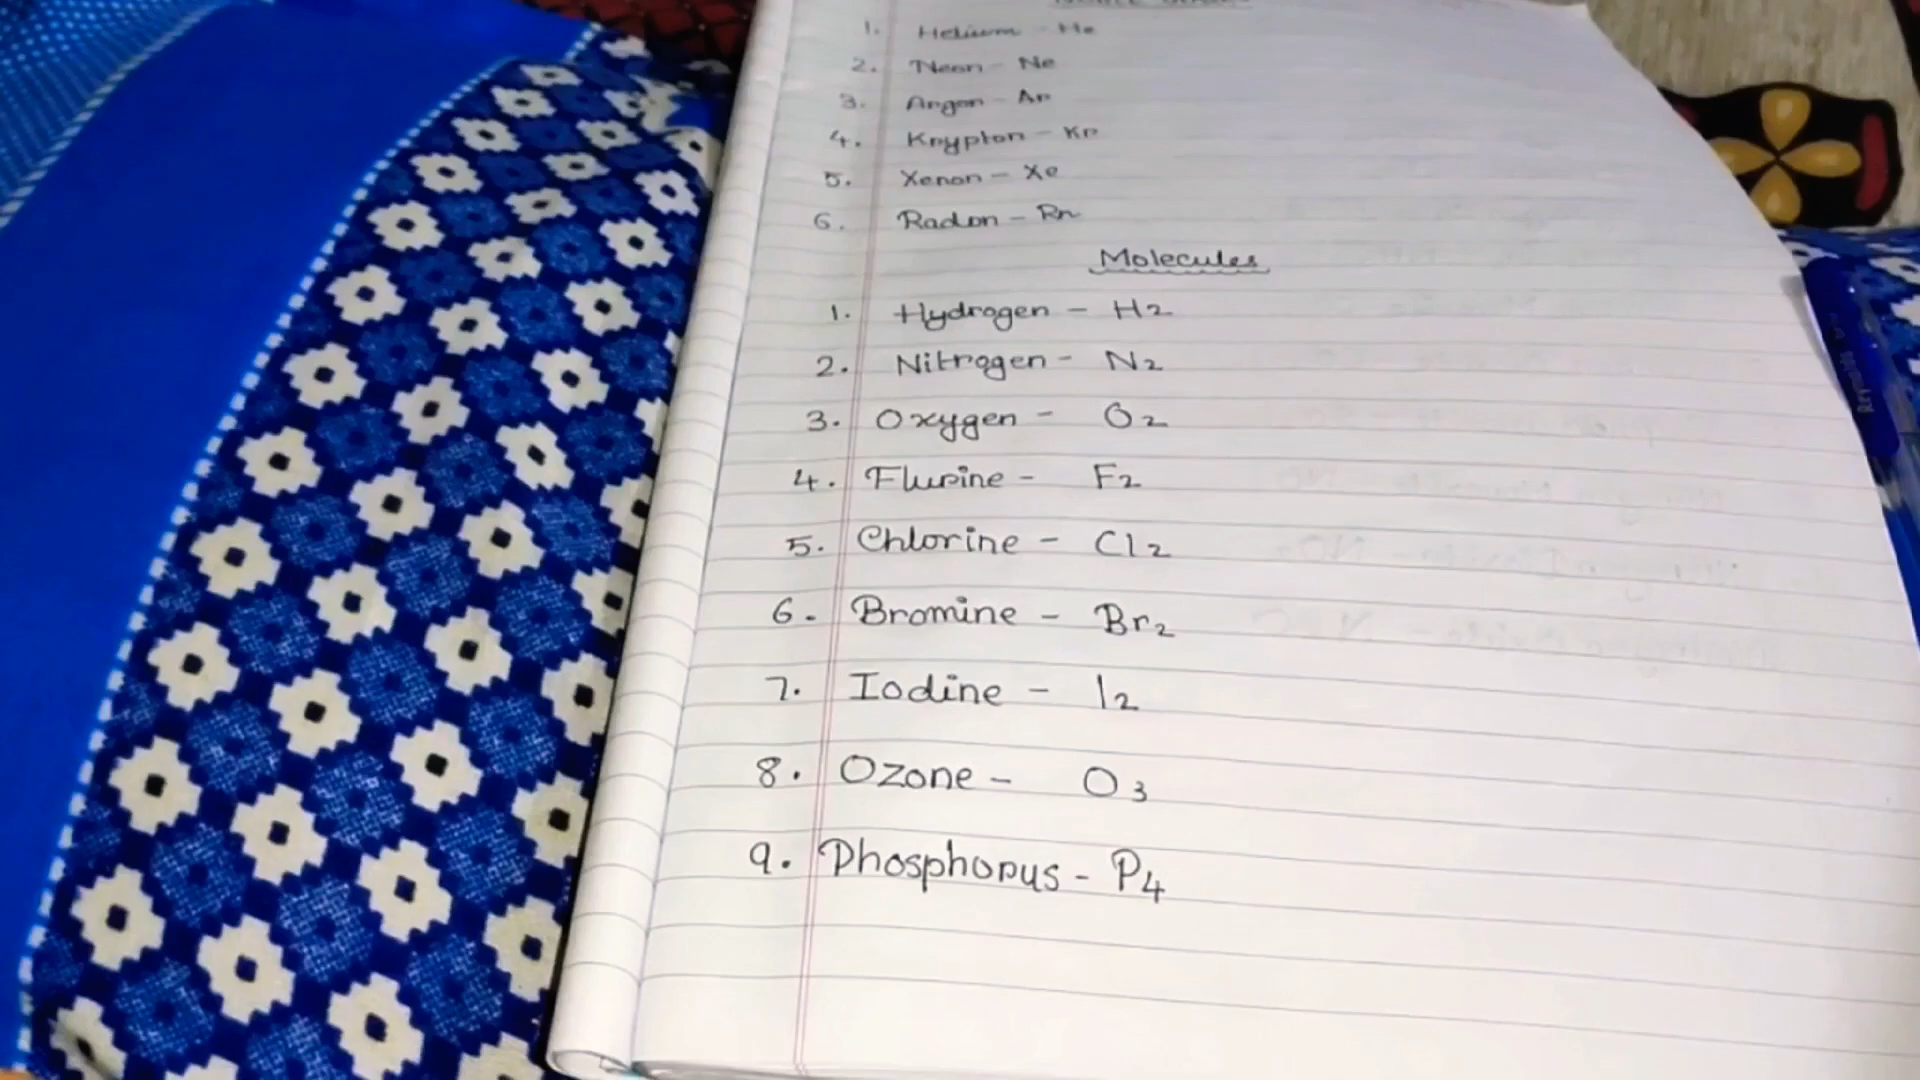 1. Helium - He
2. Neon - Ne
3. Argon - Ar
4. Krypton - Kr
5. Xenon - Xe
6. Radon - Rn
Molecules
1. Hydrogen - H2
2. Nitrogen - N2
3. Oxygen - O2
4. Flurine - F2
5. Chlorine - Cl2
6. Bromine - Br2
7. Iodine - I2
8. Ozone - O3
9. Phosphorus - P4